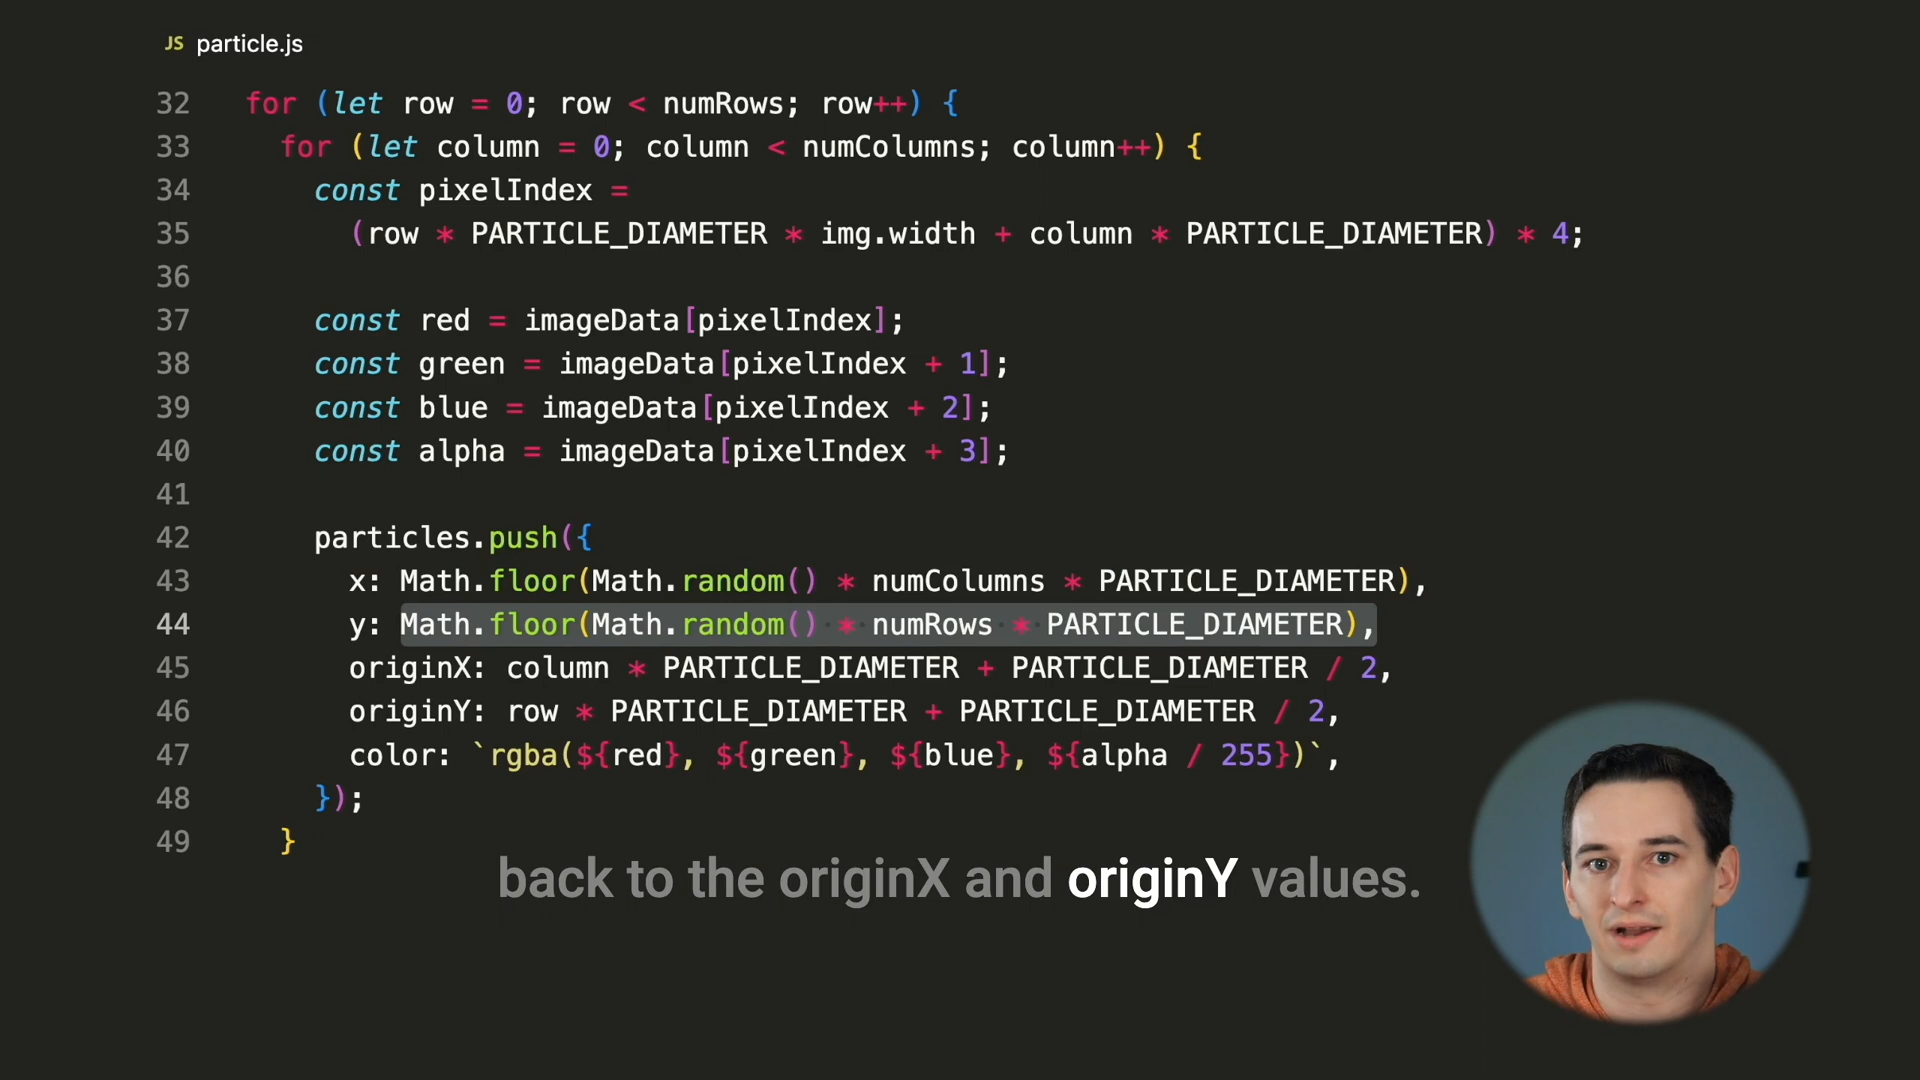 JS particle.js
32 for (let row = 0; row < numRows; row++) {
33 for (let column = 0; column < numColumns; column++) {
34 const pixelIndex =
35 (row * PARTICLE_DIAMETER * img.width + column * PARTICLE_DIAMETER) * 4;
36
37 const red = imageData[pixelIndex];
38 const green = imageData[pixelIndex + 1];
39 const blue = imageData[pixelIndex + 2];
40 const alpha = imageData[pixelIndex + 3];
41
42 particles.push({
43 x: Math.floor(Math.random() * numColumns * PARTICLE_DIAMETER),
44 y: Math.floor(Math.random() * numRows * PARTICLE_DIAMETER),
45 originX: column * PARTICLE_DIAMETER + PARTICLE_DIAMETER / 2,
46 originY: row * PARTICLE_DIAMETER + PARTICLE_DIAMETER / 2,
47 color: `rgba(${red}, ${green}, ${blue}, ${alpha / 255})`,
48 });
49 }
back to the originX and originY values.